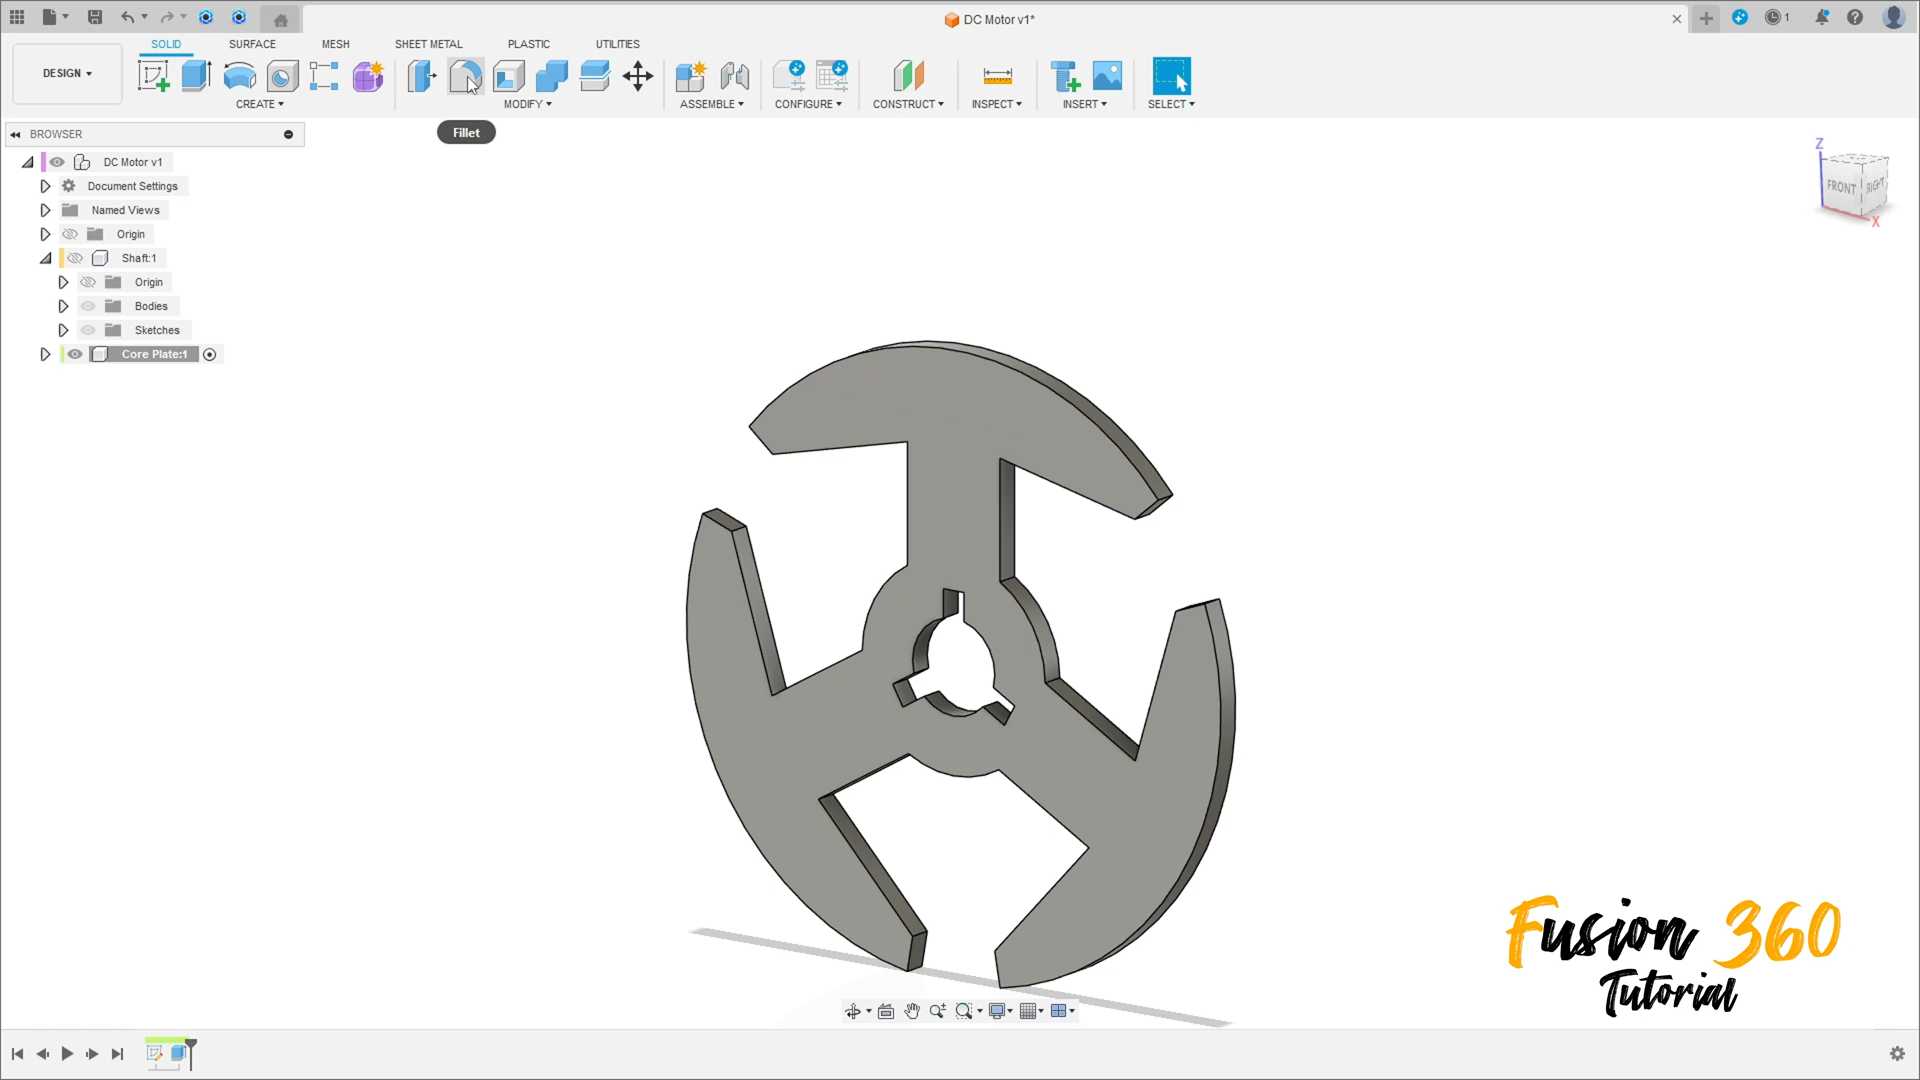 DC Motor v1*
1
SOLID SURFACE MESH SHEET METAL PLASTIC UTILITIES
DESIGN
CREATE MODIFY ASSEMBLE CONFIGURE CONSTRUCT INSPECT INSERT SELECT
BROWSER
Fillet
DC Motor v1
Document Settings
Named Views
Origin
Shaft:1
Origin
Bodies
Sketches
Core Plate:1
Z
FRONT RIGHT
X
Fusion 360
Tutorial